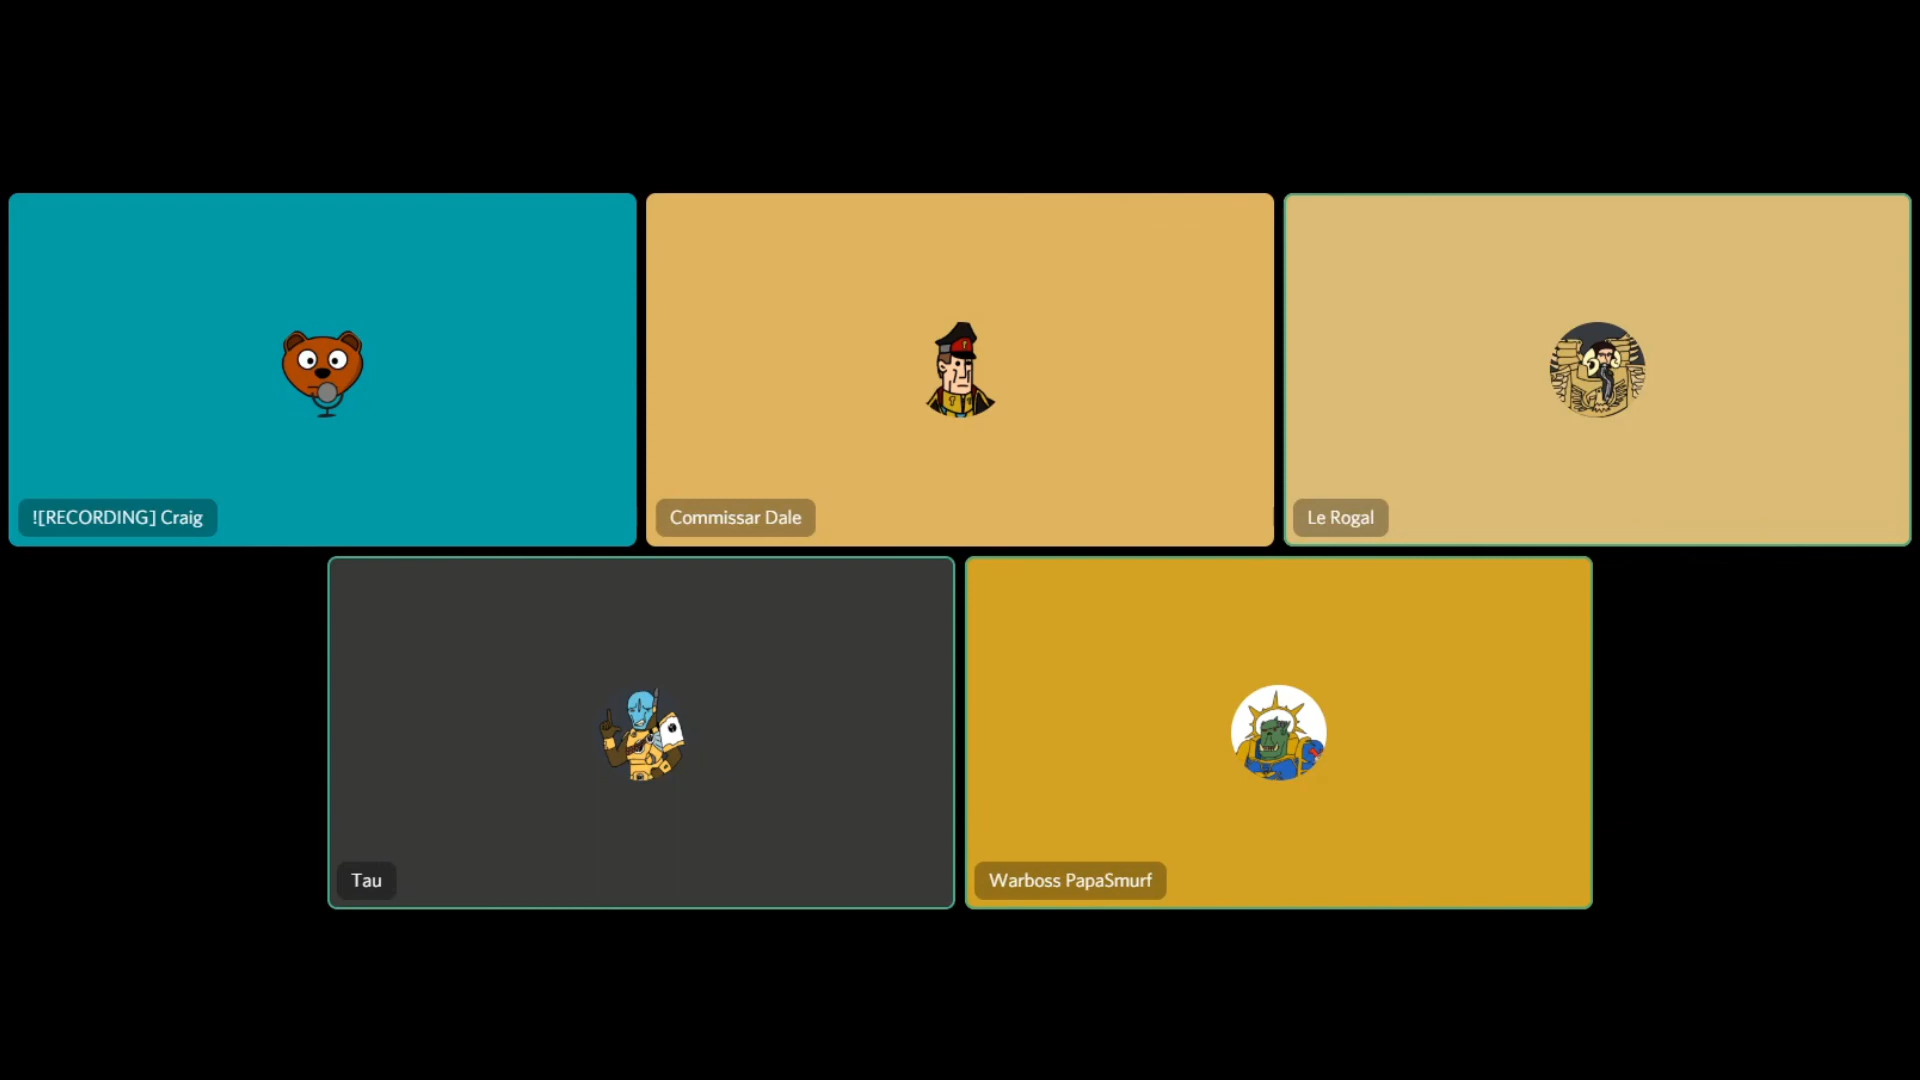 ![RECORDING] Craig
Commissar Dale
Le Rogal
Tau
Warboss PapaSmurf